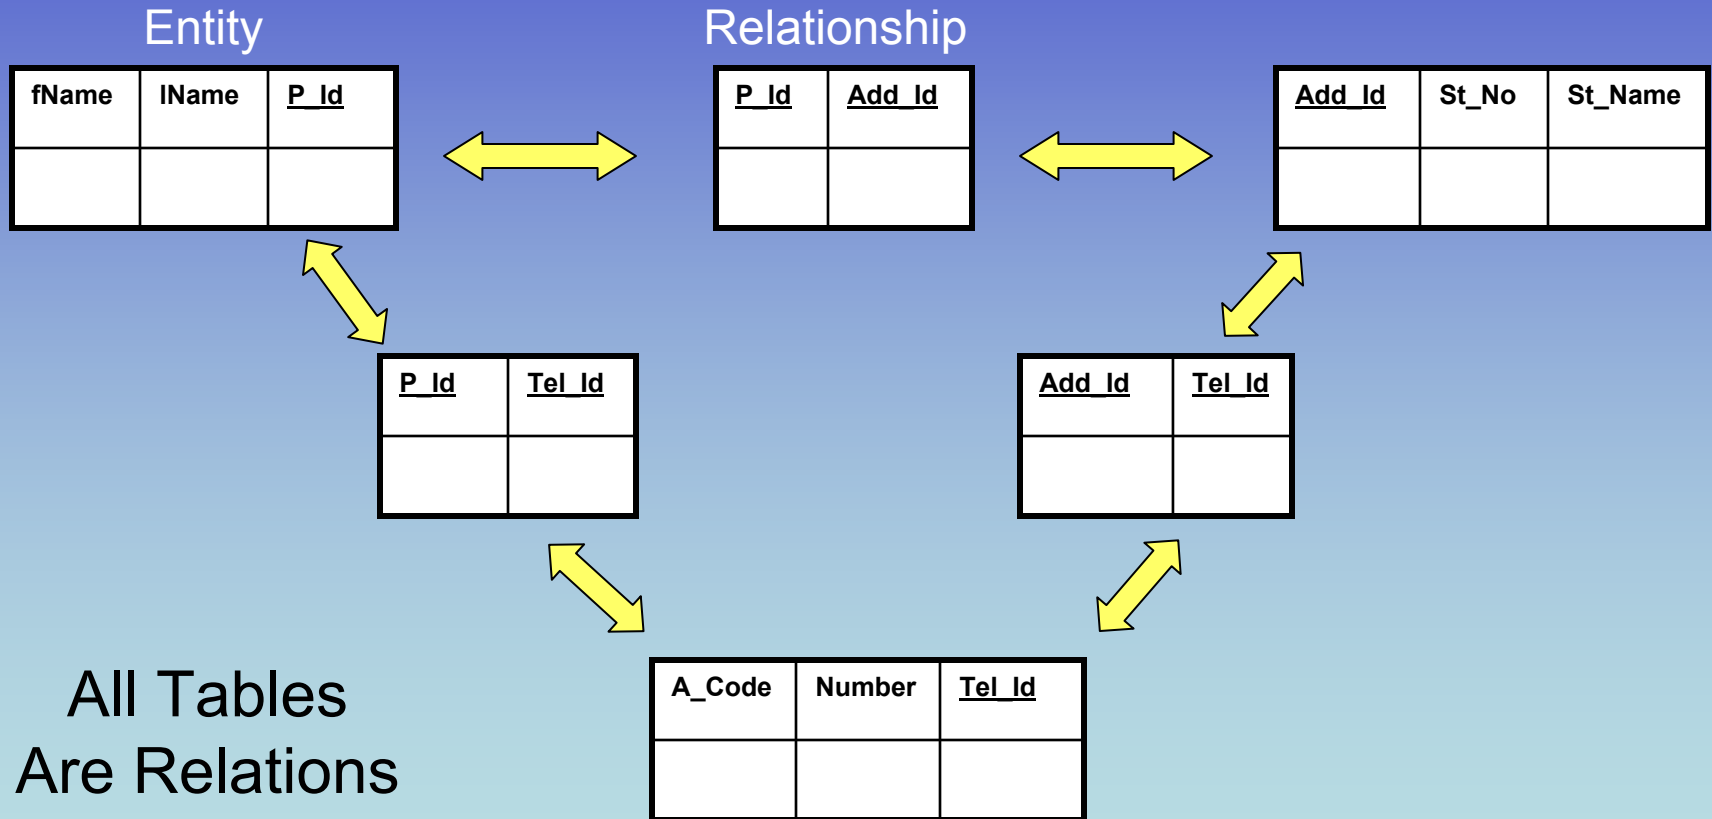 Entity Relationship
fName lName P_Id
P_Id Add_Id
Add_Id St_No St_Name
P_Id Tel_Id
Add_Id Tel_Id
A_Code Number Tel_Id
All Tables
Are Relations